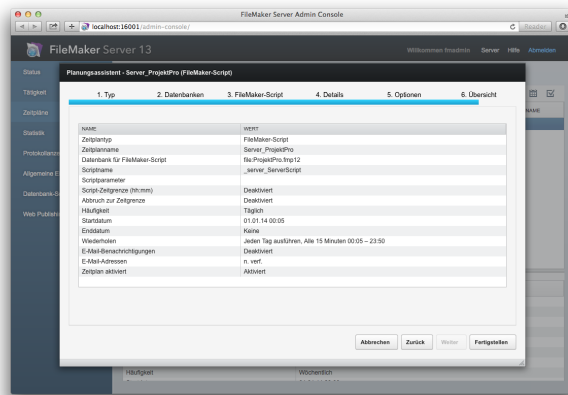 FileMaker Server Admin Console
localhost:16001/admin-console/
Reader
FileMaker Server 13
Willkommen fmadmin Server Hilfe Abmelden
Status
Planungsassistent - Server_ProjektPro (FileMaker-Script)
Tätigkeit
1. Typ 2. Datenbanken 3. FileMaker-Script 4. Details 5. Optionen 6. Übersicht
Zeitpläne
Statistik
NAME WERT
Zeitplantyp FileMaker-Script
Zeitplanname Server_ProjektPro
Datenbank für FileMaker-Script file:ProjektPro.fmp12
Scriptname _server_ServerScript
Scriptparameter
Script-Zeitgrenze (hh:mm) Deaktiviert
Abbruch zur Zeitgrenze Deaktiviert
Häufigkeit Täglich
Startdatum 01.01.14 00:05
Enddatum Keine
Wiederholen Jeden Tag ausführen, Alle 15 Minuten 00:05 – 23:50
E-Mail-Benachrichtigungen Deaktiviert
E-Mail-Adressen n. verf.
Zeitplan aktiviert Aktiviert
Abbrechen Zurück Weiter Fertigstellen
Häufigkeit Wöchentlich